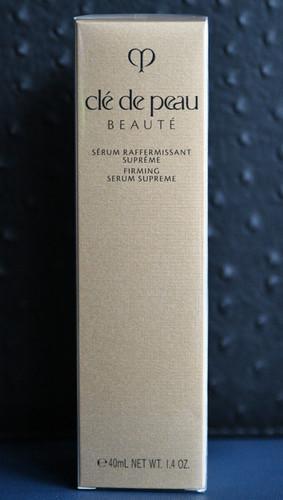 clé de peau
BEAUTÉ
SÉRUM RAFFERMISSANT
SUPRÊME
FIRMING
SERUM SUPREME
℮ 40mL NET WT. 1.4 OZ.